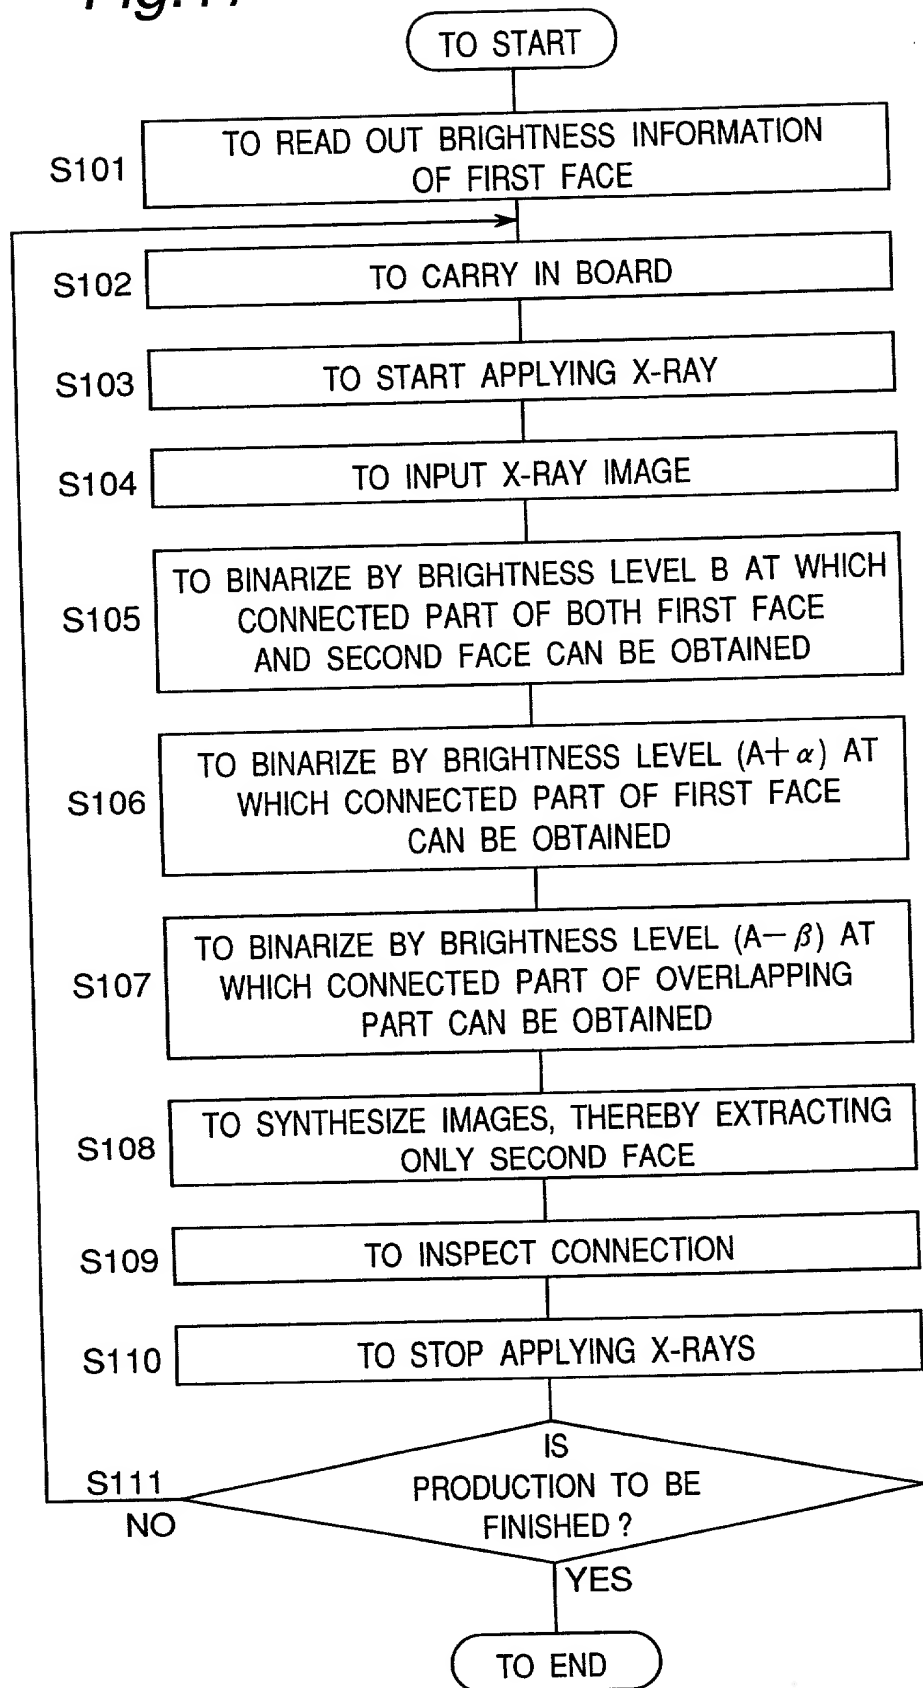 TO START
S101
TO READ OUT BRIGHTNESS INFORMATION
OF FIRST FACE
S102
TO CARRY IN BOARD
S103
TO START APPLYING X-RAY
S104
TO INPUT X-RAY IMAGE
S105
TO BINARIZE BY BRIGHTNESS LEVEL B AT WHICH
CONNECTED PART OF BOTH FIRST FACE
AND SECOND FACE CAN BE OBTAINED
S106
TO BINARIZE BY BRIGHTNESS LEVEL (A+α) AT
WHICH CONNECTED PART OF FIRST FACE
CAN BE OBTAINED
S107
TO BINARIZE BY BRIGHTNESS LEVEL (A−β) AT
WHICH CONNECTED PART OF OVERLAPPING
PART CAN BE OBTAINED
S108
TO SYNTHESIZE IMAGES, THEREBY EXTRACTING
ONLY SECOND FACE
S109
TO INSPECT CONNECTION
S110
TO STOP APPLYING X-RAYS
S111
IS
PRODUCTION TO BE
FINISHED?
NO
YES
TO END